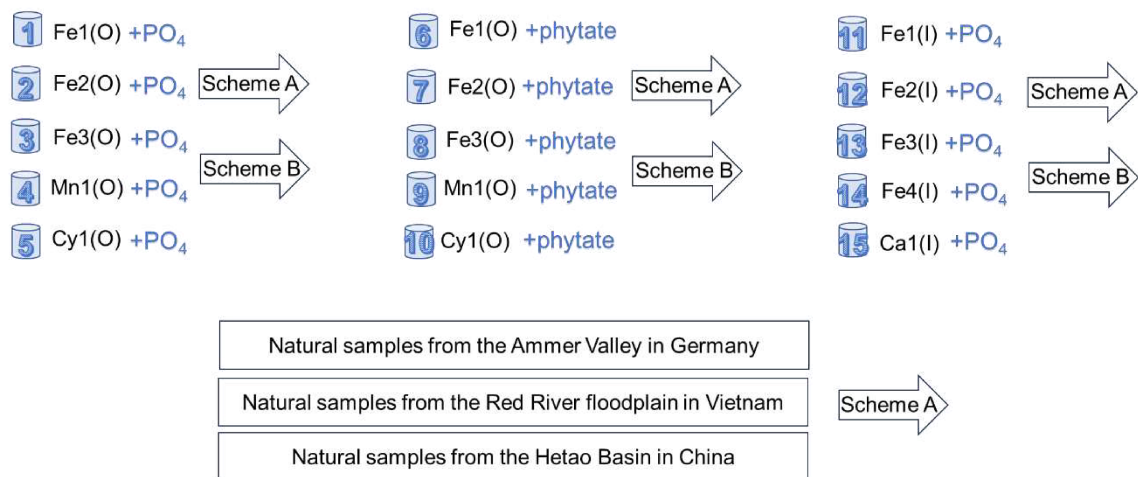 1 Fe1(O) +PO₄
2 Fe2(O) +PO₄
3 Fe3(O) +PO₄
4 Mn1(O) +PO₄
5 Cy1(O) +PO₄
Scheme A
Scheme B
6 Fe1(O) +phytate
7 Fe2(O) +phytate
8 Fe3(O) +phytate
9 Mn1(O) +phytate
10 Cy1(O) +phytate
Scheme A
Scheme B
11 Fe1(I) +PO₄
12 Fe2(I) +PO₄
13 Fe3(I) +PO₄
14 Fe4(I) +PO₄
15 Ca1(I) +PO₄
Scheme A
Scheme B
Natural samples from the Ammer Valley in Germany
Natural samples from the Red River floodplain in Vietnam
Natural samples from the Hetao Basin in China
Scheme A